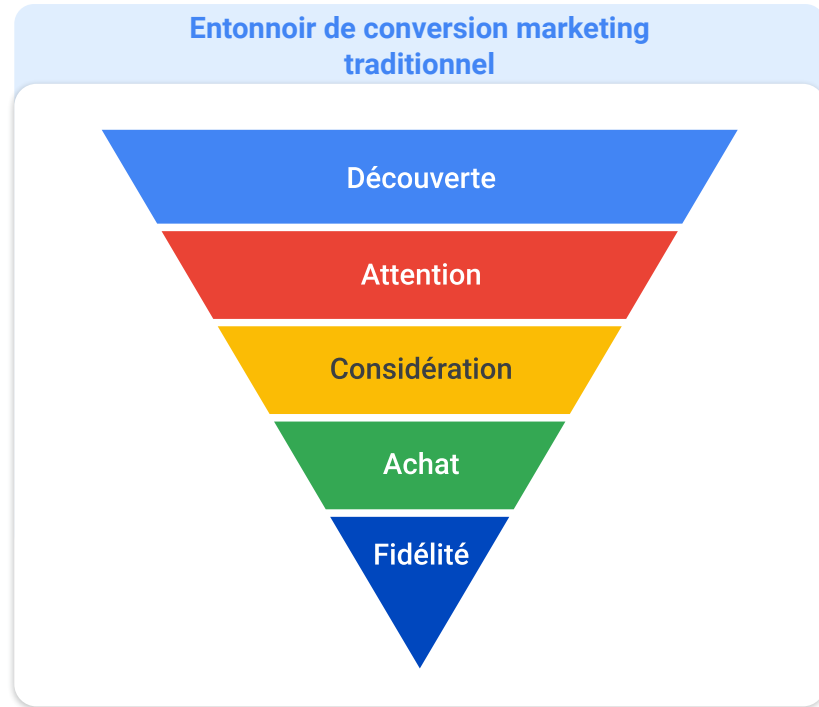 Entonnoir de conversion marketing
traditionnel
Découverte
Attention
Considération
Achat
Fidélité